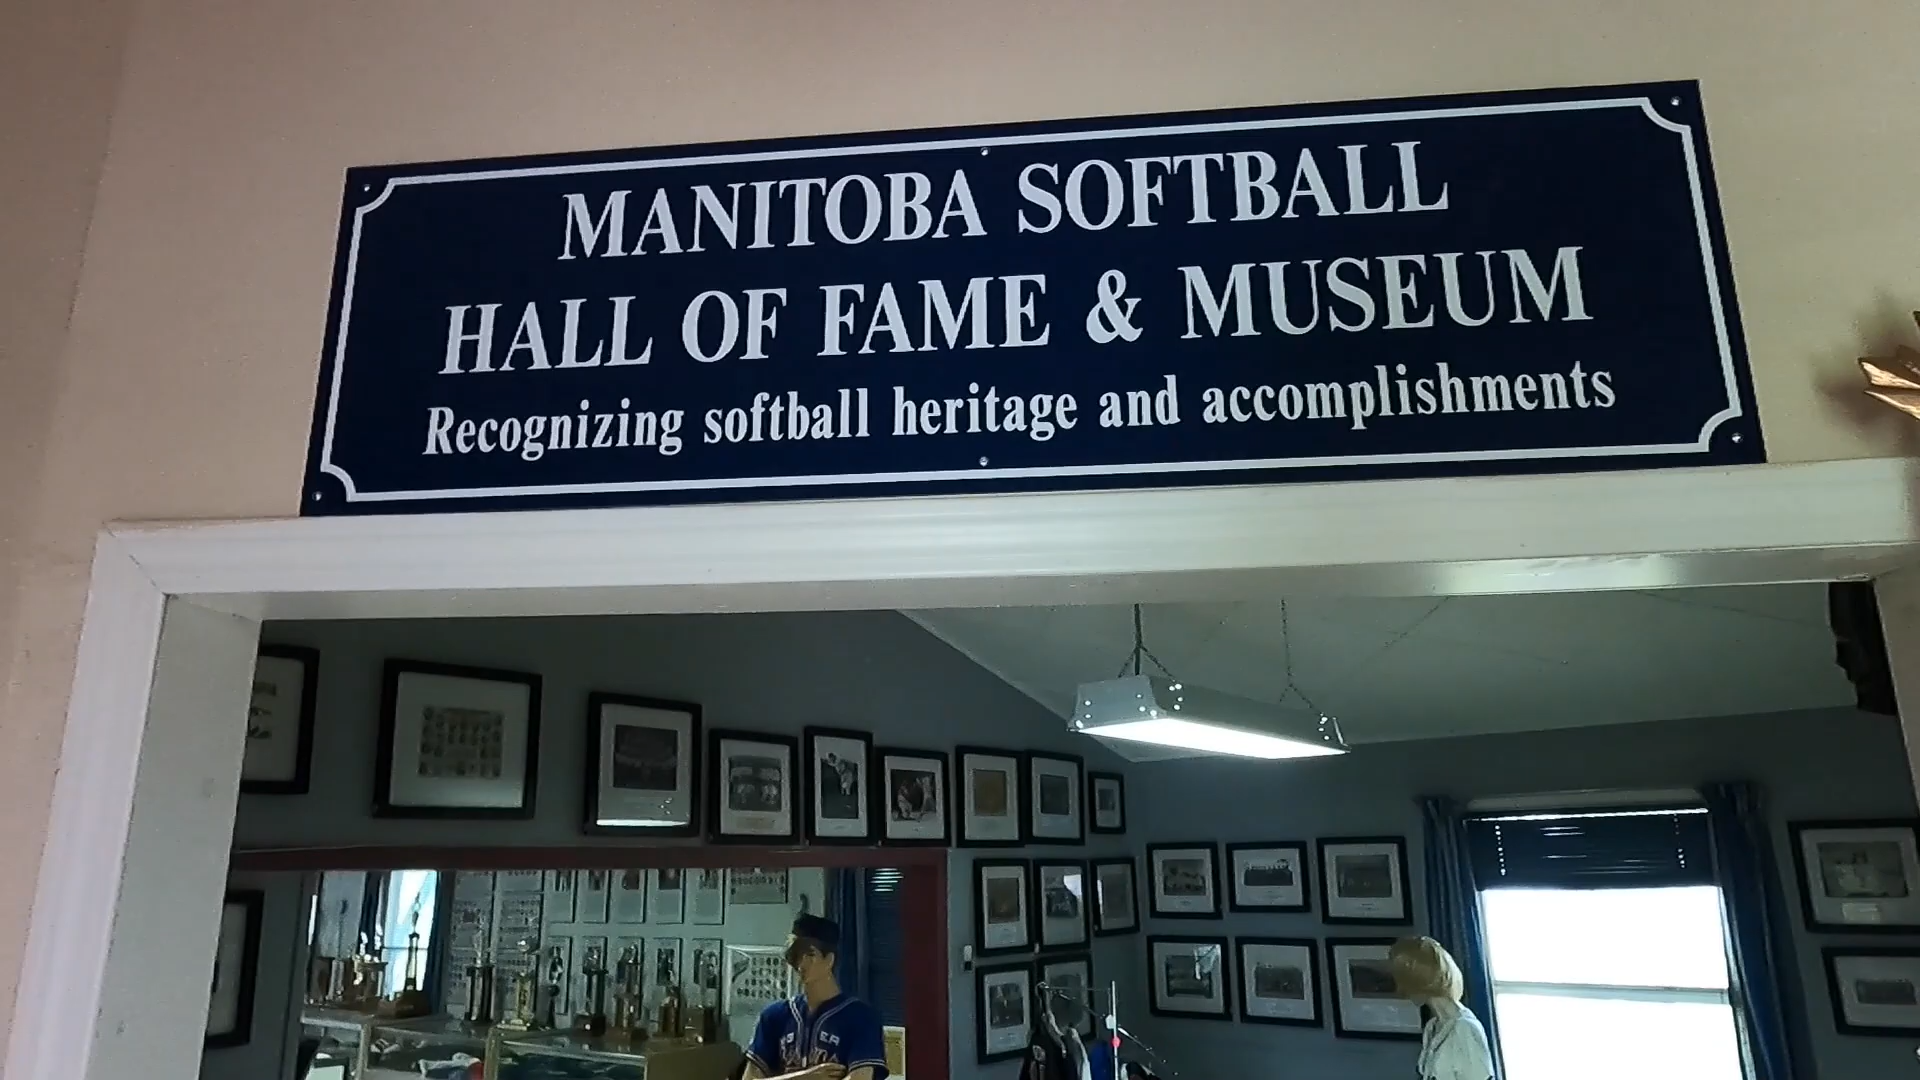 MANITOBA SOFTBALL
HALL OF FAME & MUSEUM
Recognizing softball heritage and accomplishments